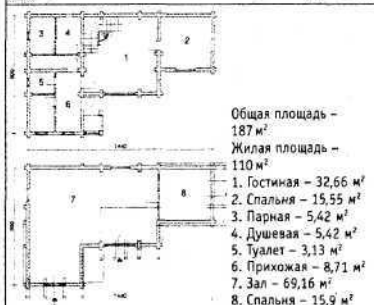 3
4
1
2
5
6
1440
7
8
1440
Общая площадь –
187 м²
Жилая площадь –
110 м²
1. Гостиная – 32,66 м²
2. Спальня – 15,55 м²
3. Парная – 5,42 м²
4. Душевая – 5,42 м²
5. Туалет – 3,13 м²
6. Прихожая – 8,71 м²
7. Зал – 69,16 м²
8. Спальня – 15,9 м²